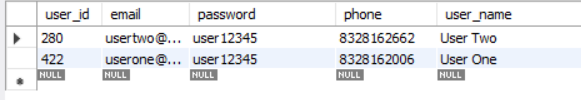 user_id email password phone user_name
280 usertwo@... user12345 8328162662 User Two
422 userone@... user12345 8328162006 User One
NULL NULL NULL NULL NULL